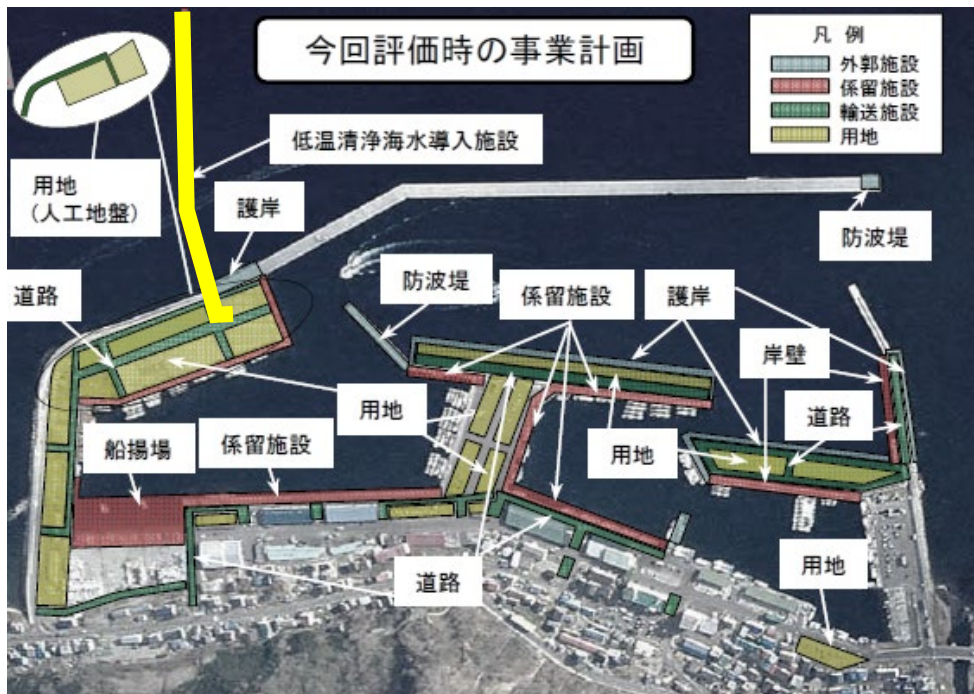 今回評価時の事業計画
凡 例
外郭施設
係留施設
輸送施設
用地
低温清浄海水導入施設
用地
(人工地盤)
護岸
防波堤
道路
防波堤
係留施設
護岸
岸壁
用地
道路
船揚場
係留施設
用地
道路
用地